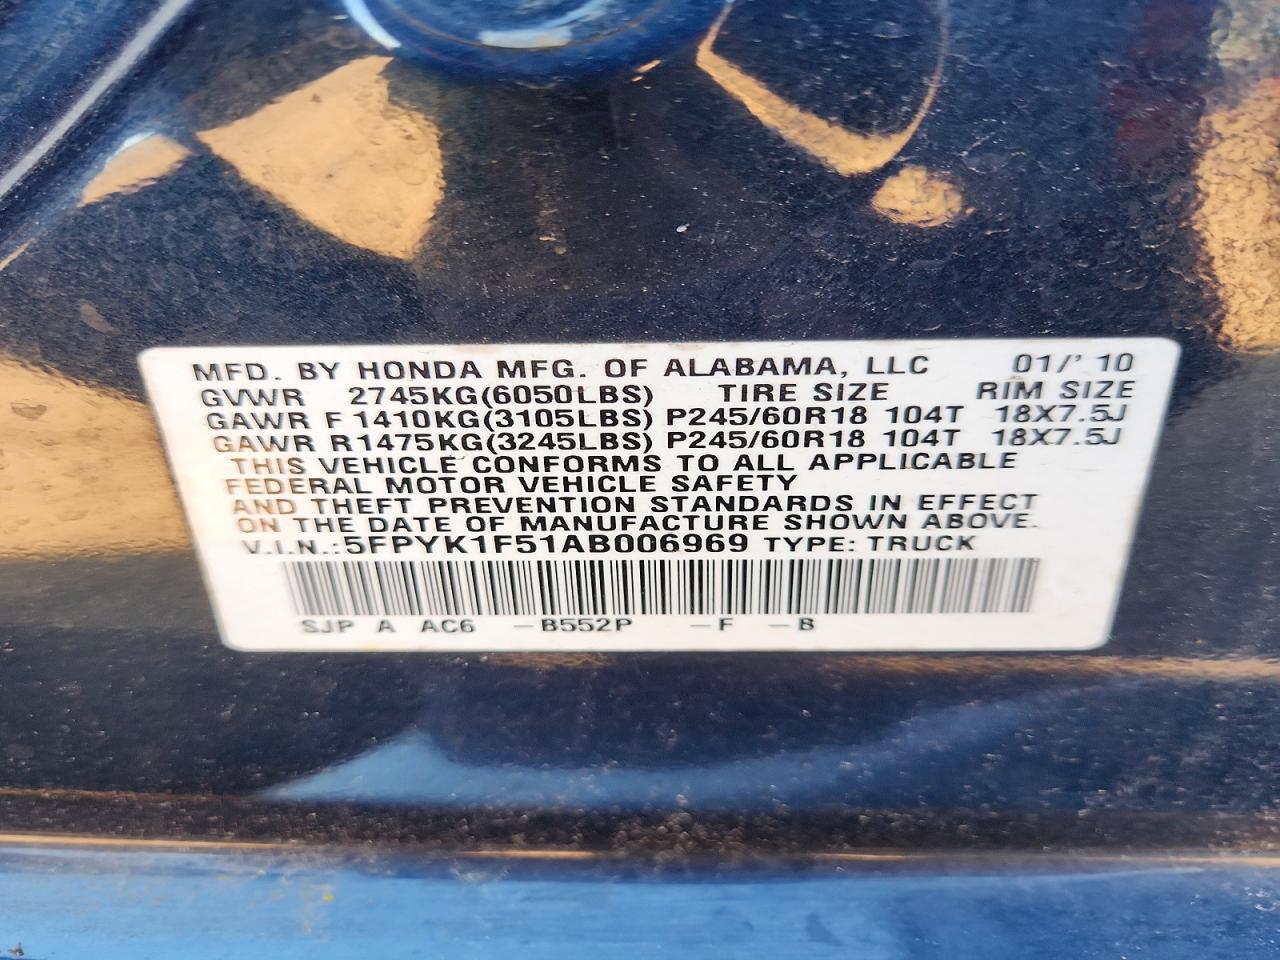 MFD. BY HONDA MFG. OF ALABAMA, LLC 01/' 10
GVWR 2745KG(6050LBS) TIRE SIZE RIM SIZE
GAWR F 1410KG(3105LBS) P245/60R18 104T 18X7.5J
GAWR R1475KG(3245LBS) P245/60R18 104T 18X7.5J
THIS VEHICLE CONFORMS TO ALL APPLICABLE
FEDERAL MOTOR VEHICLE SAFETY
AND THEFT PREVENTION STANDARDS IN EFFECT
ON THE DATE OF MANUFACTURE SHOWN ABOVE.
V.I.N.:5FPYK1F51AB006969 TYPE: TRUCK
SJP A AC6 -B552P -F -B